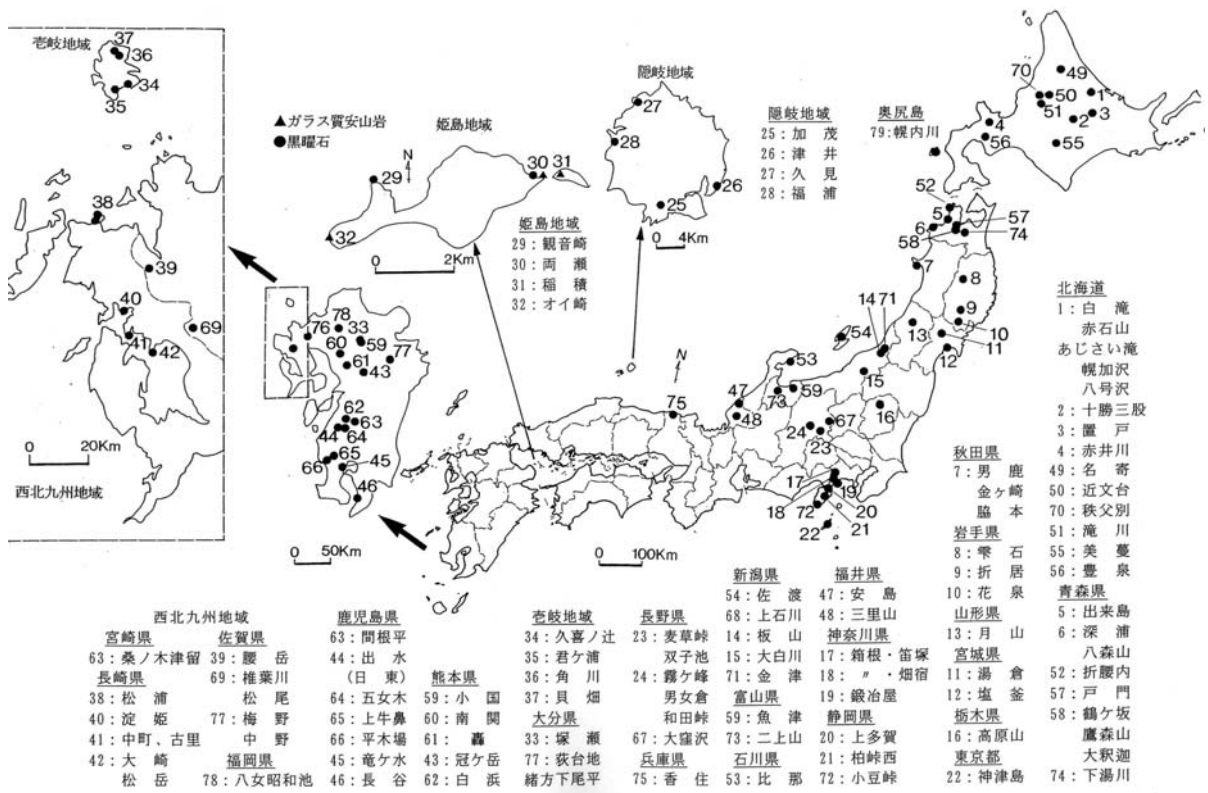 壱岐地域
37
36
34
35
▲ガラス質安山岩
●黒曜石
38
39
40
41
42
69
0 20Km
西北九州地域
姫島地域
N
29
30
31
32
0 2Km
姫島地域
29：観音崎
30：両 瀬
31：稲 積
32：オイ崎
隠岐地域
27
28
26
25
0 4Km
隠岐地域
25：加 茂
26：津 井
27：久 見
28：福 浦
奥尻島
79：幌内川
70
49
50
51
1
3
2
4
56
55
52
5
6
58
57
74
7
8
9
10
11
12
13
14
71
54
15
16
53
73
59
47
48
75
24
23
67
17
18
19
20
21
72
22
N
78
76
33
60
59
61
77
43
62
63
44
64
65
66
45
46
0 50Km
0 100Km
北海道
1：白 滝
赤石山
あじさい滝
幌加沢
八号沢
2：十勝三股
3：置 戸
4：赤井川
49：名 寄
50：近文台
70：秩父別
51：滝 川
55：美 蔓
56：豊 泉
青森県
5：出来島
6：深 浦
八森山
52：折腰内
57：戸 門
58：鶴ケ坂
鷹森山
大釈迦
74：下湯川
秋田県
7：男 鹿
金ヶ崎
脇 本
岩手県
8：雫 石
9：折 居
10：花 泉
山形県
13：月 山
宮城県
11：湯 倉
12：塩 釜
栃木県
16：高原山
東京都
22：神津島
新潟県
54：佐 渡
68：上石川
14：板 山
15：大白川
71：金 津
富山県
59：魚 津
73：二上山
石川県
53：比 那
福井県
47：安 島
48：三里山
神奈川県
17：箱根・笛塚
18：〃・畑宿
19：鍛冶屋
静岡県
20：上多賀
21：柏峠西
72：小豆峠
長野県
23：麦草峠
双子池
24：霧ケ峰
男女倉
和田峠
67：大窪沢
兵庫県
75：香 住
壱岐地域
34：久喜ノ辻
35：君ケ浦
36：角 川
37：貝 畑
大分県
33：塚 瀬
77：荻台地
緒方下尾平
鹿児島県
63：間根平
44：出 水
（日 東）
64：五女木
65：上牛鼻
66：平木場
45：竜ケ水
46：長 谷
熊本県
59：小 国
60：南 関
61：轟
43：冠ケ岳
62：白 浜
西北九州地域
宮崎県
63：桑ノ木津留
長崎県
38：松 浦
40：淀 姫
41：中町、古里
42：大 崎
松 岳
佐賀県
39：腰 岳
69：椎葉川
松 尾
77：梅 野
中 野
福岡県
78：八女昭和池